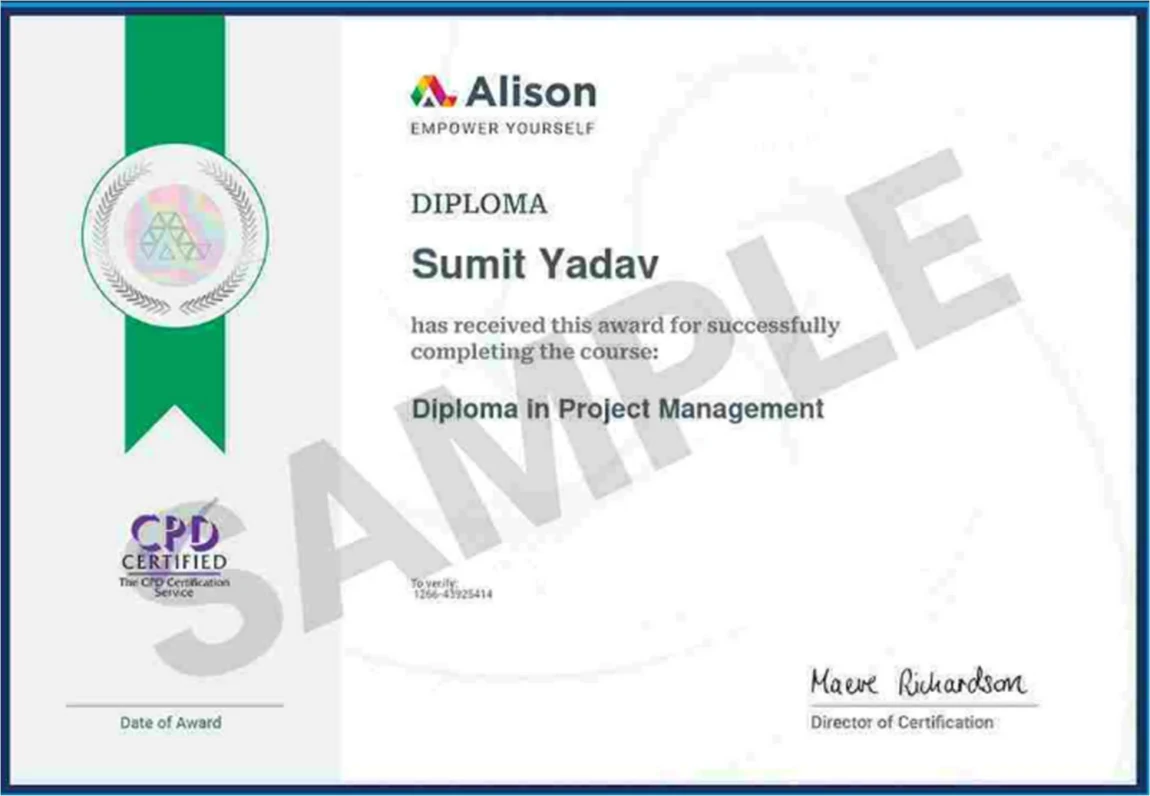 Alison
EMPOWER YOURSELF
DIPLOMA
Sumit Yadav
has received this award for successfully
completing the course:
Diploma in Project Management
SAMPLE
CPD
CERTIFIED
The CPD Certification
Service
To verify:
1266-43925414
Maeve Richardson
Date of Award
Director of Certification